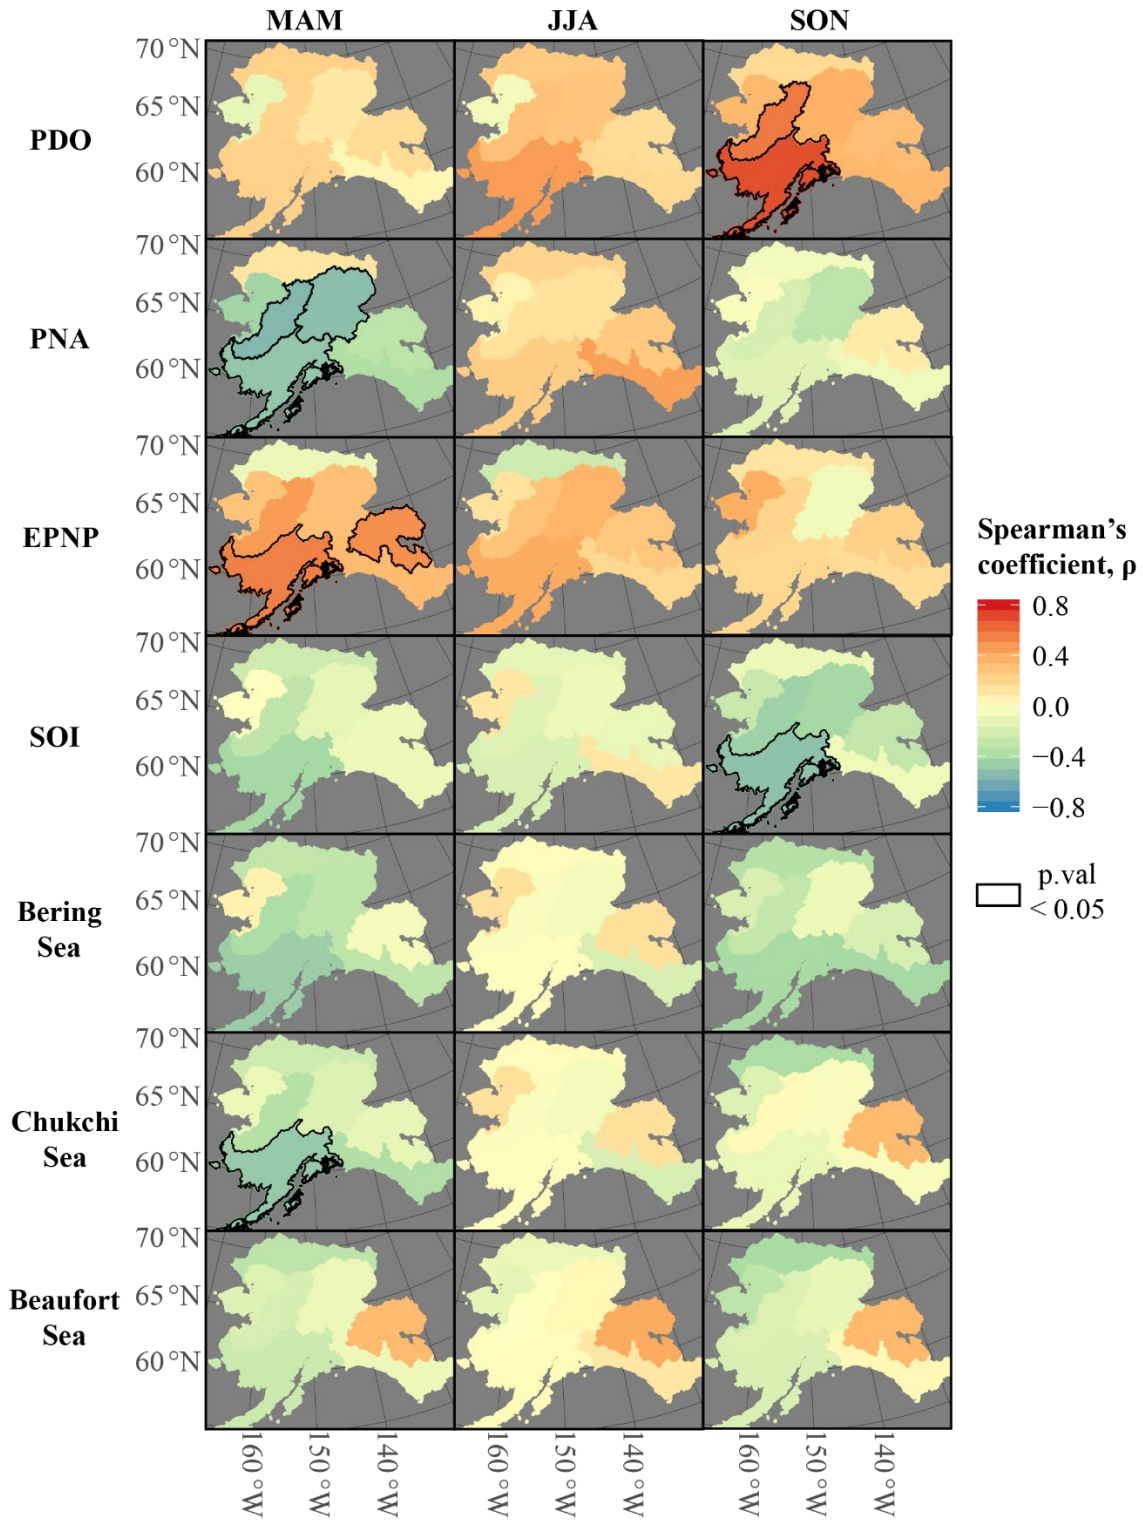 MAM JJA SON
70 °N
65 °N
PDO
60 °N
70 °N
65 °N
PNA
60 °N
70 °N
65 °N
EPNP
60 °N
70 °N
65 °N
SOI
60 °N
70 °N
65 °N
Bering
Sea
60 °N
70 °N
65 °N
Chukchi
Sea
60 °N
70 °N
65 °N
Beaufort
Sea
60 °N
160 °W 150 °W 140 °W 160 °W 150 °W 140 °W 160 °W 150 °W 140 °W
Spearman’s
coefficient, ρ
0.8
0.4
0.0
−0.4
−0.8
p.val
< 0.05